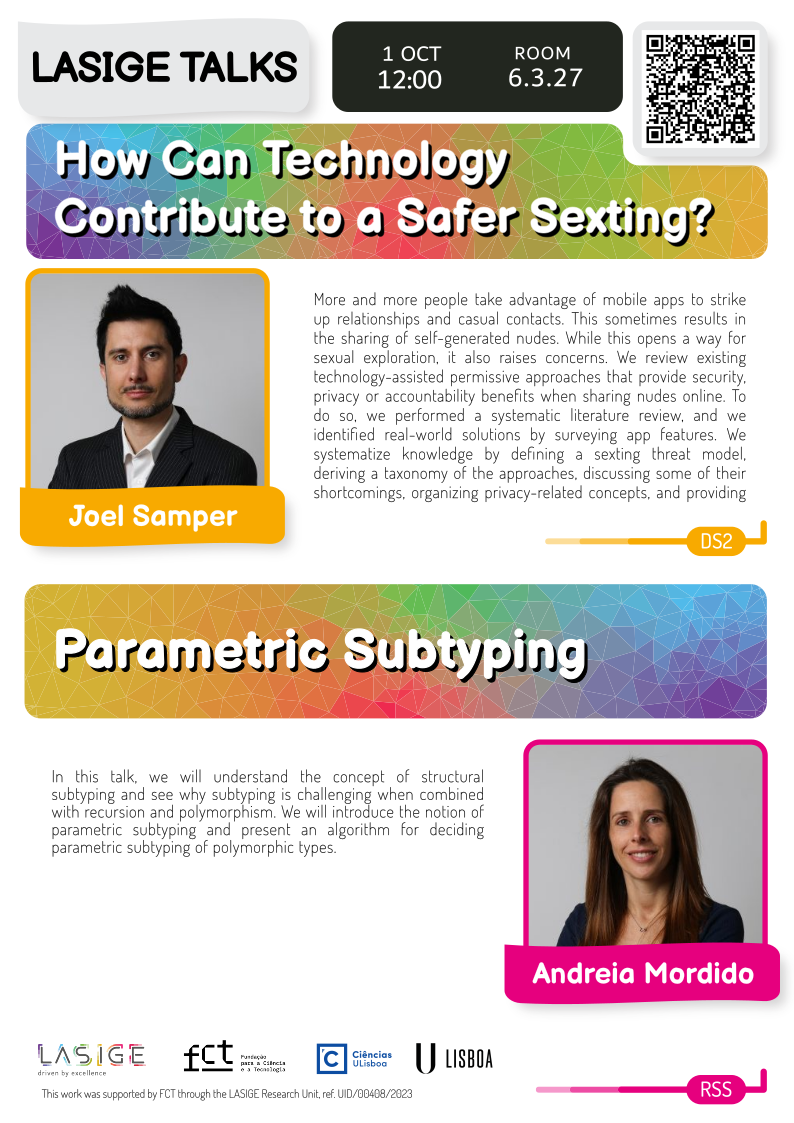 LASIGE TALKS
1 OCT
12:00
ROOM
6.3.27
How Can Technology
Contribute to a Safer Sexting?
More and more people take advantage of mobile apps to strike
up relationships and casual contacts. This sometimes results in
the sharing of self-generated nudes. While this opens a way for
sexual exploration, it also raises concerns. We review existing
technology-assisted permissive approaches that provide security,
privacy or accountability benefits when sharing nudes online. To
do so, we performed a systematic literature review, and we
identified real-world solutions by surveying app features. We
systematize knowledge by defining a sexting threat model,
deriving a taxonomy of the approaches, discussing some of their
shortcomings, organizing privacy-related concepts, and providing
Joel Samper
DS2
Parametric Subtyping
In this talk, we will understand the concept of structural
subtyping and see why subtyping is challenging when combined
with recursion and polymorphism. We will introduce the notion of
parametric subtyping and present an algorithm for deciding
parametric subtyping of polymorphic types.
Andreia Mordido
LASIGE
driven by excellence
fct
Fundação
para a Ciência
e a Tecnologia
C
Ciências
ULisboa
U LISBOA
This work was supported by FCT through the LASIGE Research Unit, ref. UID/00408/2023
RSS